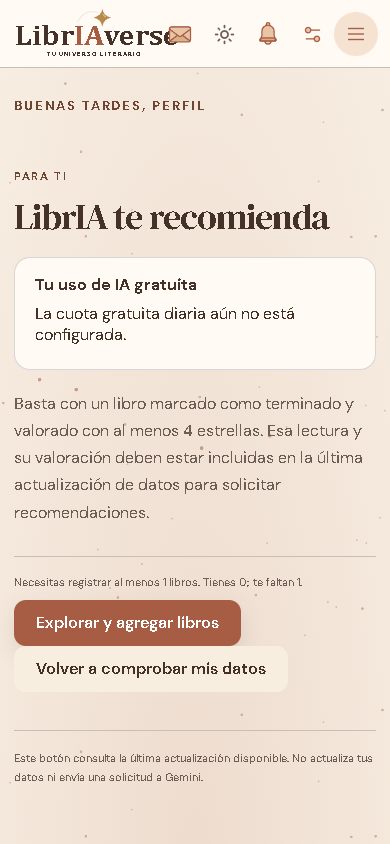 LibrIAverse
TU UNIVERSO LITERARIO
BUENAS TARDES, PERFIL
PARA TI
LibrIA te recomienda
Tu uso de IA gratuita
La cuota gratuita diaria aún no está
configurada.
Basta con un libro marcado como terminado y
valorado con al menos 4 estrellas. Esa lectura y
su valoración deben estar incluidas en la última
actualización de datos para solicitar
recomendaciones.
Necesitas registrar al menos 1 libros. Tienes 0; te faltan 1.
Explorar y agregar libros
Volver a comprobar mis datos
Este botón consulta la última actualización disponible. No actualiza tus
datos ni envía una solicitud a Gemini.